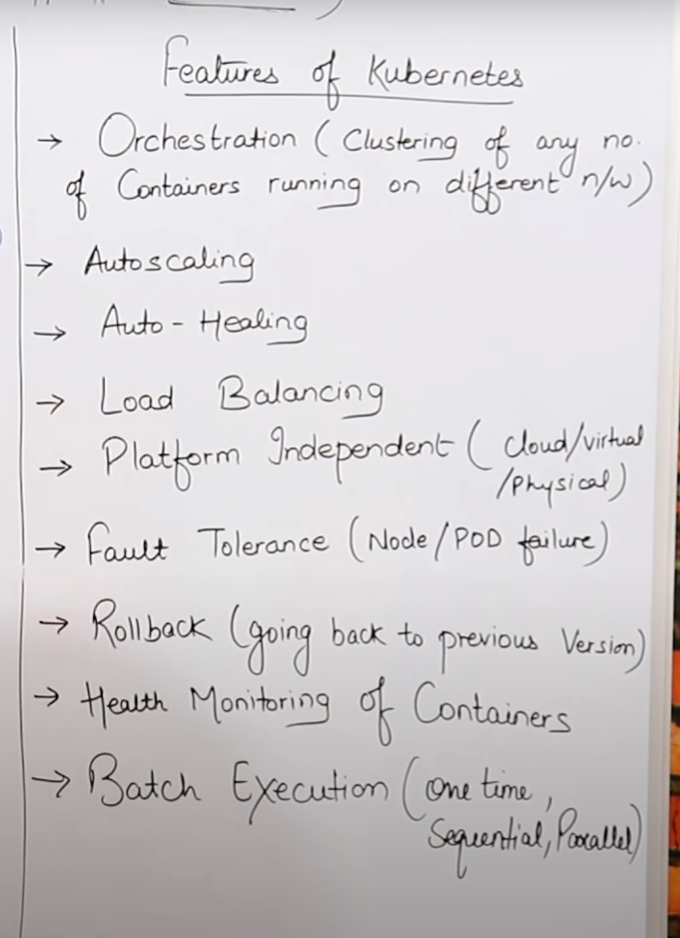 Features of Kubernetes
→ Orchestration (Clustering of any no.
of Containers running on different n/w)
→ Autoscaling
→ Auto-Healing
→ Load Balancing
→ Platform Independent (Cloud/virtual
/Physical)
→ Fault Tolerance (Node/POD failure)
→ Rollback (going back to previous Version)
→ Health Monitoring of Containers
→ Batch Execution (one time,
Sequential, Parallel)